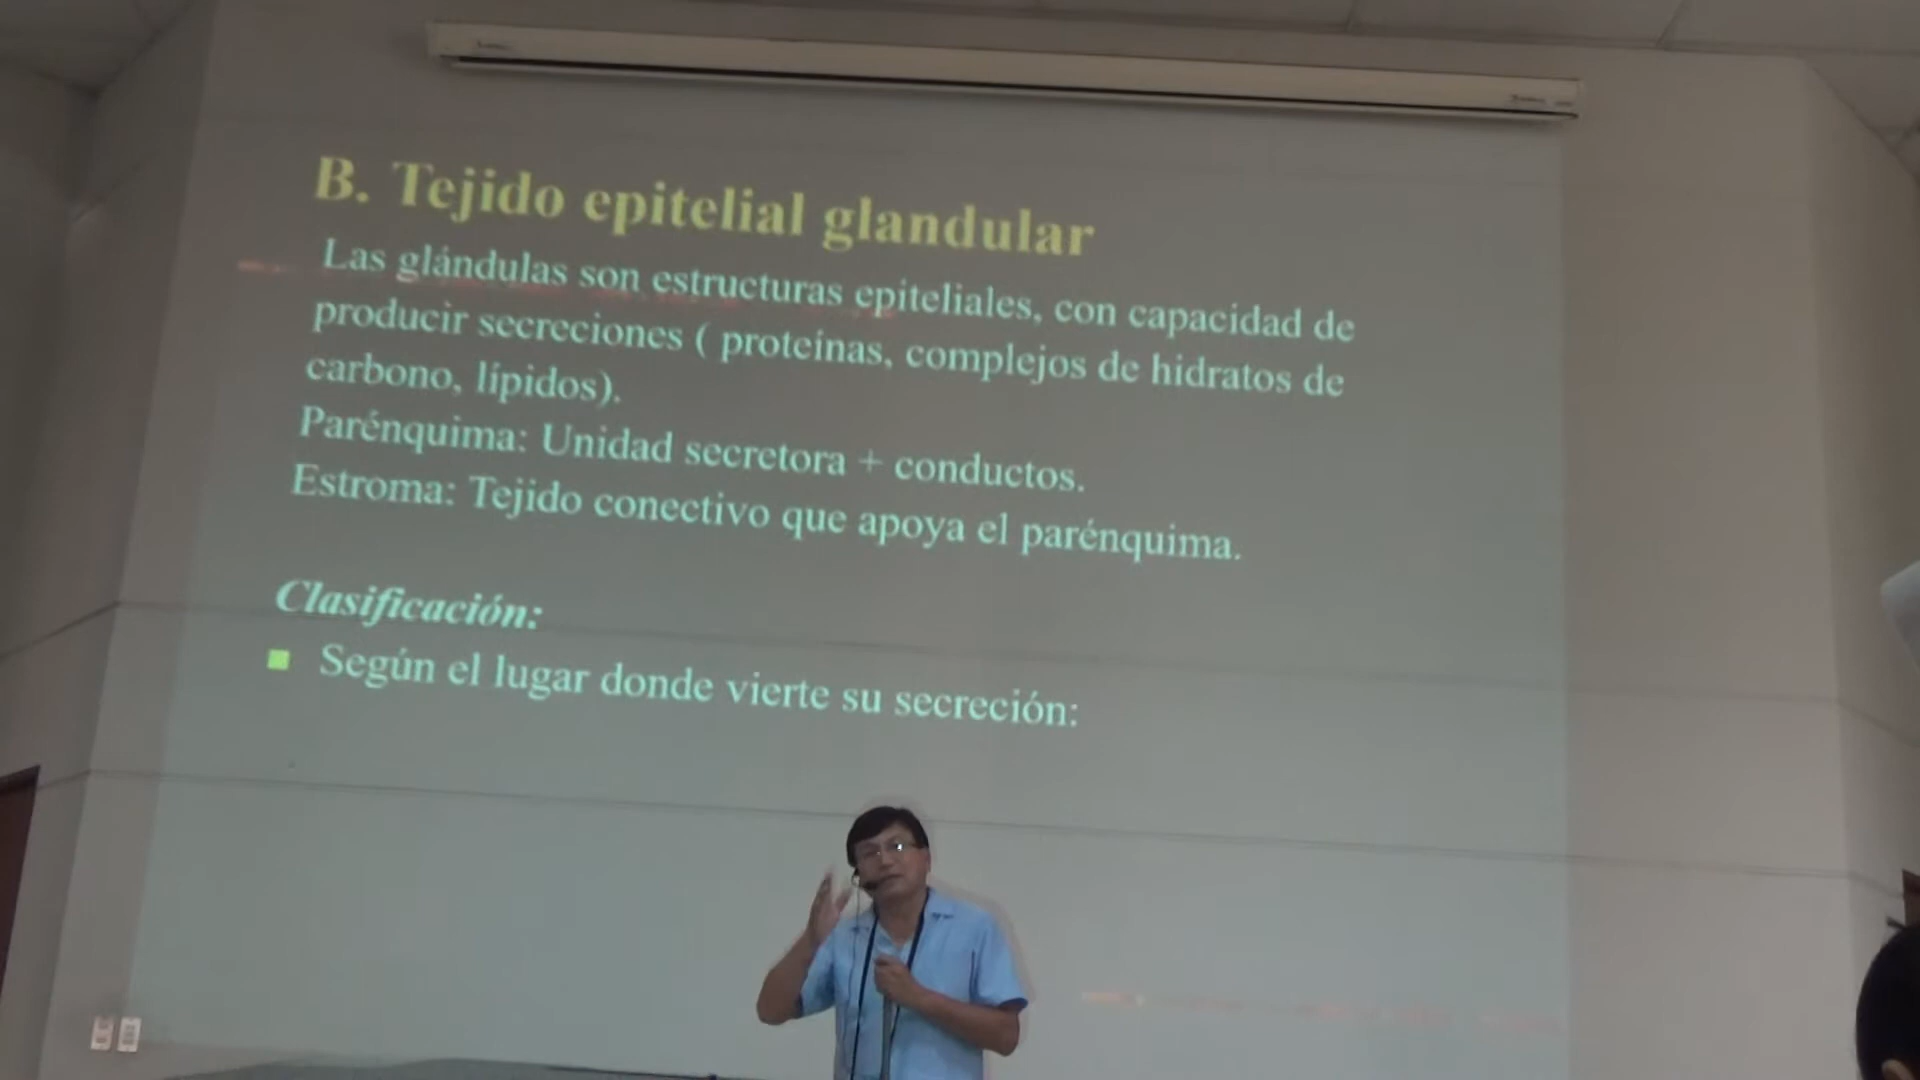 B. Tejido epitelial glandular
Las glándulas son estructuras epiteliales, con capacidad de
producir secreciones ( proteínas, complejos de hidratos de
carbono, lípidos).
Parénquima: Unidad secretora + conductos.
Estroma: Tejido conectivo que apoya el parénquima.
Clasificación:
Según el lugar donde vierte su secreción: